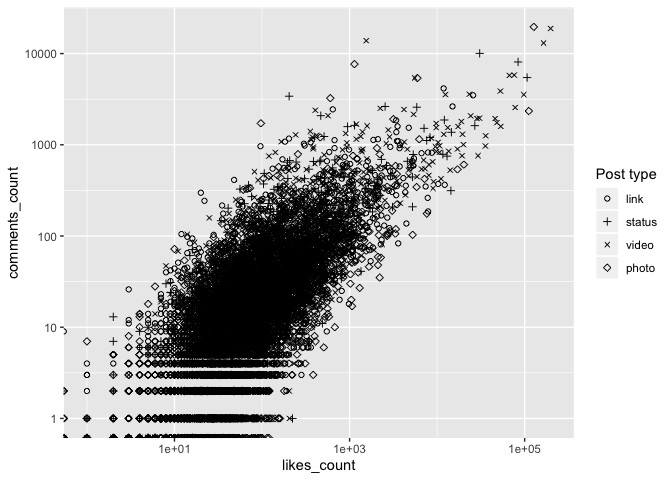 10000
1000
100
10
1
comments_count
1e+01
1e+03
1e+05
likes_count
Post type
link
status
video
photo